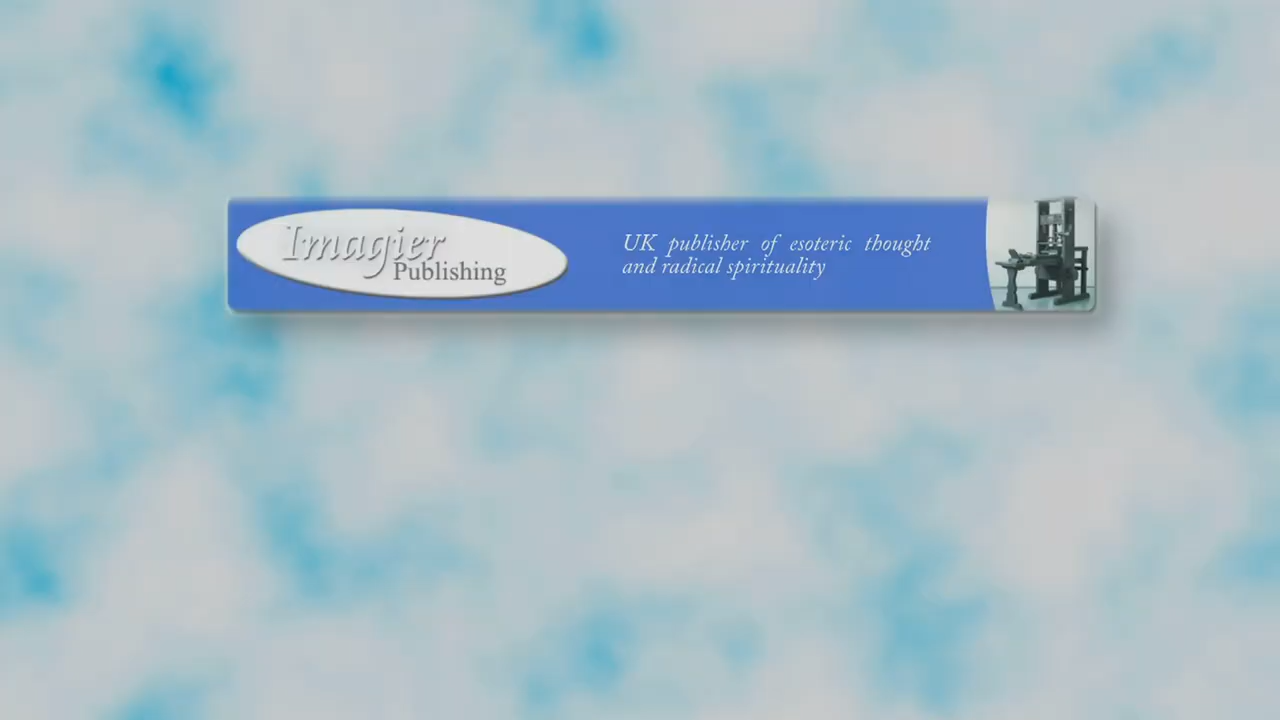 Imagier
Publishing
UK publisher of esoteric thought
and radical spirituality